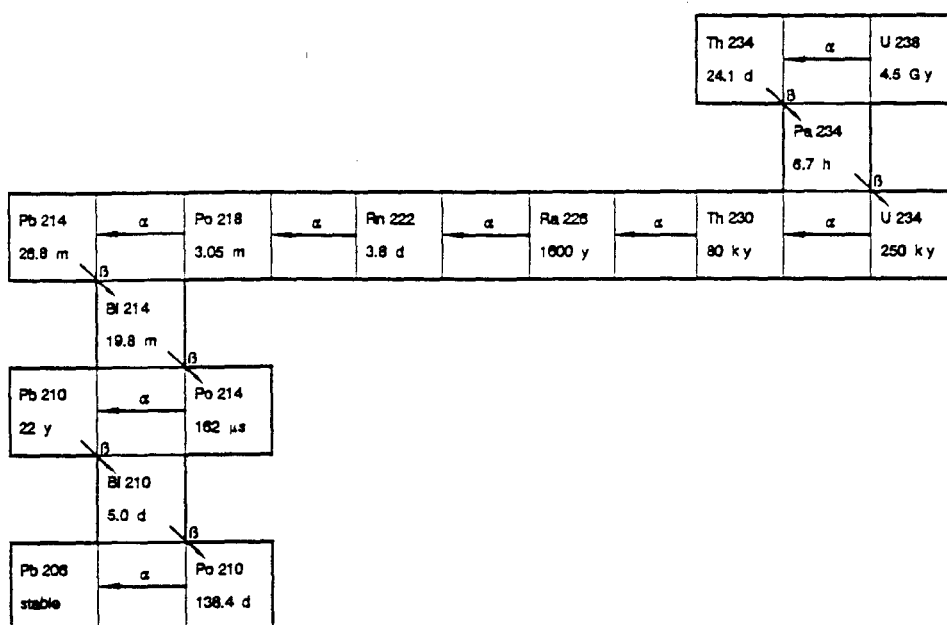 Th 234
α
U 238
24.1 d
4.5 G y
β
Pa 234
6.7 h
β
Pb 214
α
Po 218
α
Rn 222
α
Ra 226
α
Th 230
α
U 234
26.8 m
3.05 m
3.8 d
1600 y
80 k y
250 k y
β
Bi 214
19.8 m
β
Pb 210
α
Po 214
22 y
162 μs
β
Bi 210
5.0 d
β
Pb 206
α
Po 210
stable
138.4 d